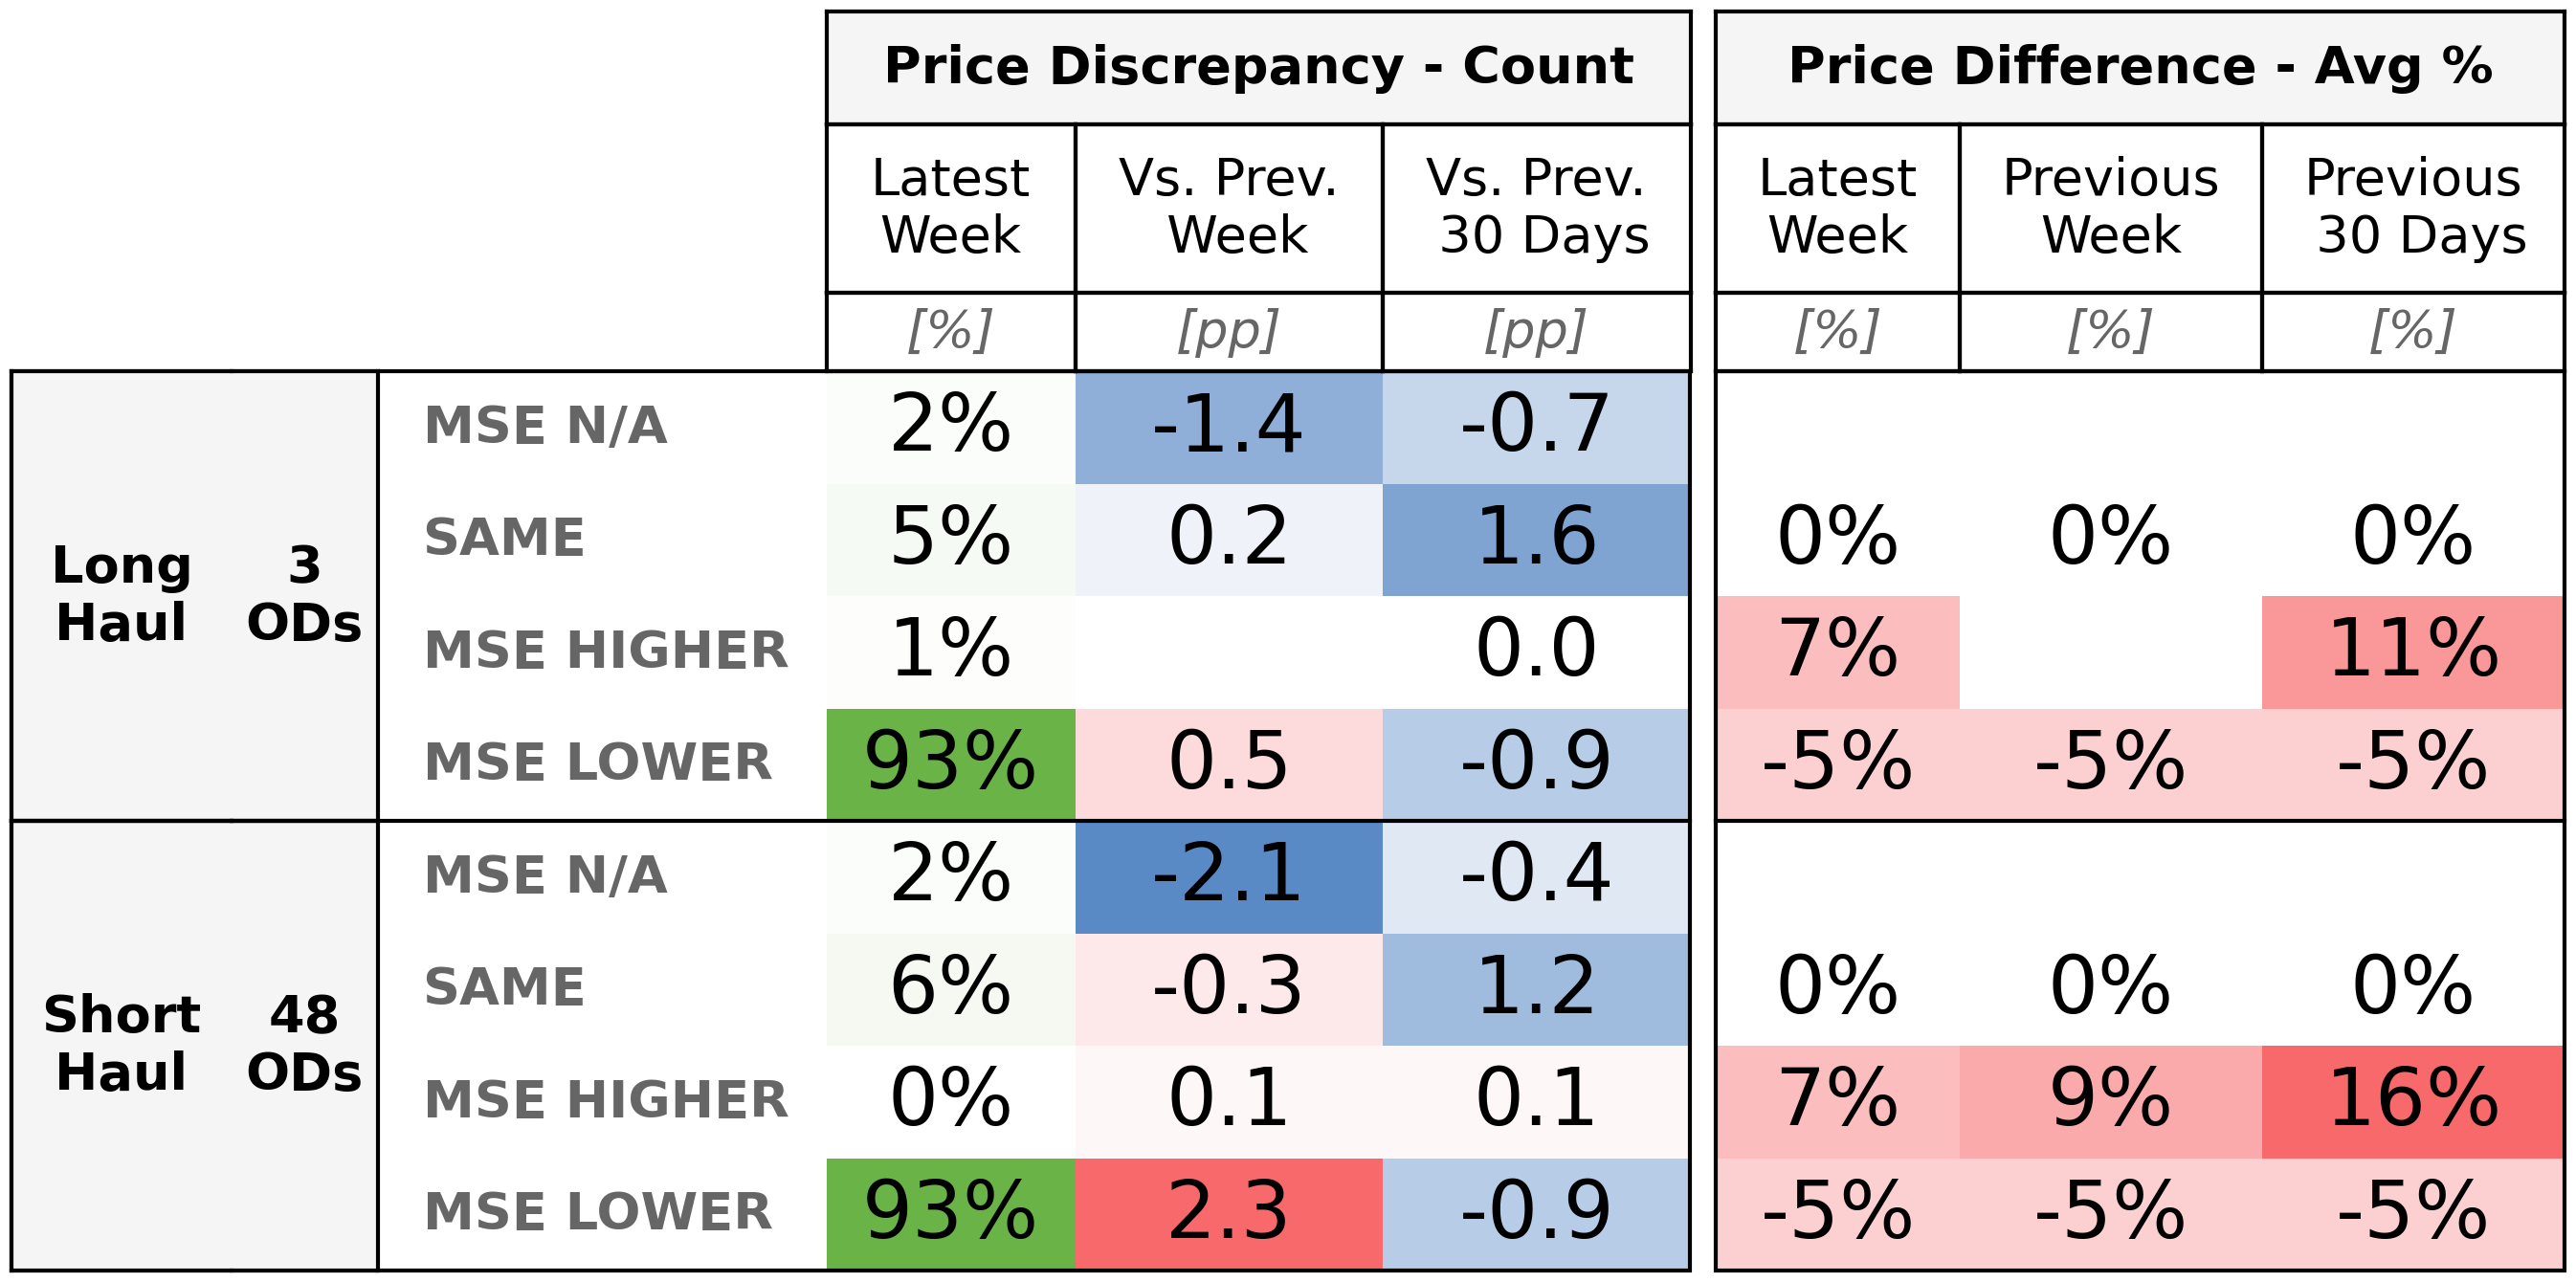 Price Discrepancy - Count Price Difference - Avg %
Latest Week Vs. Prev. Week Vs. Prev. 30 Days Latest Week Previous Week Previous 30 Days
[%] [pp] [pp] [%] [%] [%]
Long Haul 3 ODs
MSE N/A 2% -1.4 -0.7
SAME 5% 0.2 1.6 0% 0% 0%
MSE HIGHER 1% 0.0 7% 11%
MSE LOWER 93% 0.5 -0.9 -5% -5% -5%
Short Haul 48 ODs
MSE N/A 2% -2.1 -0.4
SAME 6% -0.3 1.2 0% 0% 0%
MSE HIGHER 0% 0.1 0.1 7% 9% 16%
MSE LOWER 93% 2.3 -0.9 -5% -5% -5%